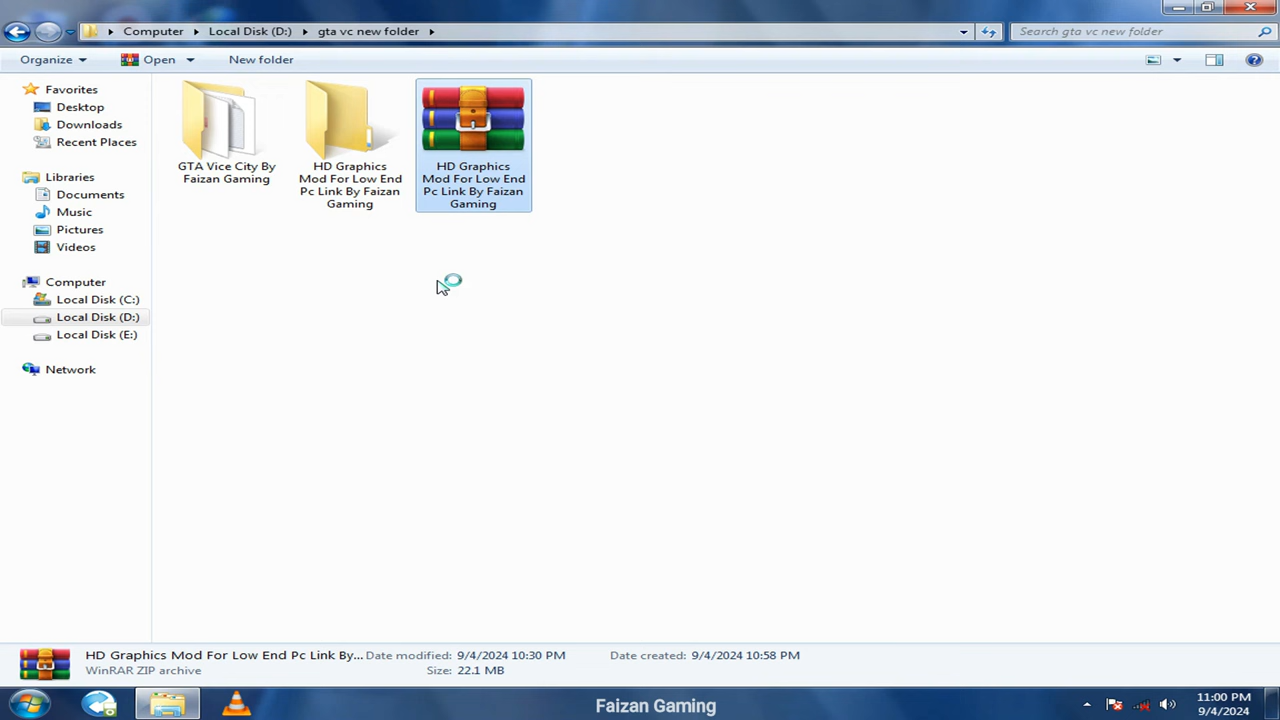 Computer Local Disk (D:) gta vc new folder
Search gta vc new folder
Organize Open New folder
Favorites
Desktop
Downloads
Recent Places
Libraries
Documents
Music
Pictures
Videos
Computer
Local Disk (C:)
Local Disk (D:)
Local Disk (E:)
Network
GTA Vice City By
Faizan Gaming
HD Graphics
Mod For Low End
Pc Link By Faizan
Gaming
HD Graphics
Mod For Low End
Pc Link By Faizan
Gaming
HD Graphics Mod For Low End Pc Link By... Date modified: 9/4/2024 10:30 PM Date created: 9/4/2024 10:58 PM
WinRAR ZIP archive Size: 22.1 MB
Faizan Gaming
11:00 PM
9/4/2024